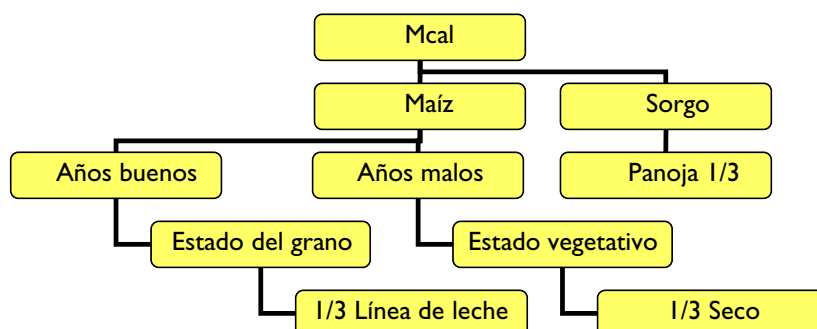 Mcal
Maíz
Sorgo
Años buenos
Años malos
Panoja 1/3
Estado del grano
Estado vegetativo
1/3 Línea de leche
1/3 Seco